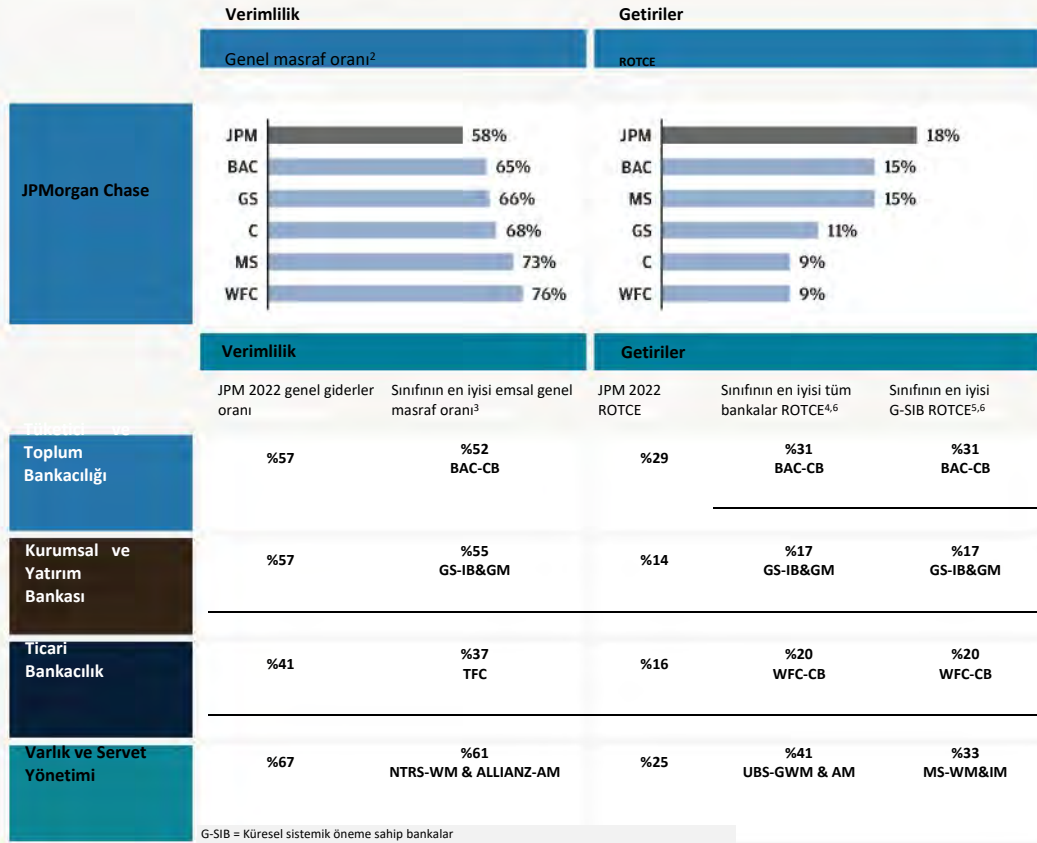 Verimlilik
Getiriler
Genel masraf oranı²
ROTCE
JPMorgan Chase
JPM 58%
BAC 65%
GS 66%
C 68%
MS 73%
WFC 76%
JPM 18%
BAC 15%
MS 15%
GS 11%
C 9%
WFC 9%
Verimlilik
Getiriler
JPM 2022 genel giderler
oranı
Sınıfının en iyisi emsal genel
masraf oranı³
JPM 2022
ROTCE
Sınıfının en iyisi tüm
bankalar ROTCE⁴,⁶
Sınıfının en iyisi
G-SIB ROTCE⁵,⁶
Tüketici ve
Toplum
Bankacılığı
%57
%52
BAC-CB
%29
%31
BAC-CB
%31
BAC-CB
Kurumsal ve
Yatırım
Bankası
%57
%55
GS-IB&GM
%14
%17
GS-IB&GM
%17
GS-IB&GM
Ticari
Bankacılık
%41
%37
TFC
%16
%20
WFC-CB
%20
WFC-CB
Varlık ve Servet
Yönetimi
%67
%61
NTRS-WM & ALLIANZ-AM
%25
%41
UBS-GWM & AM
%33
MS-WM&IM
G-SIB = Küresel sistemik öneme sahip bankalar